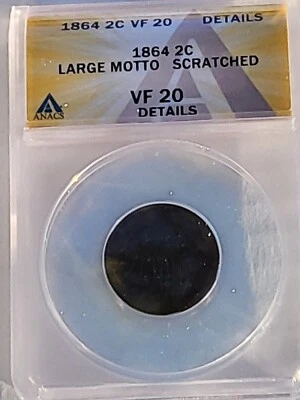 1864 2C VF 20 DETAILS
1864 2C
LARGE MOTTO SCRATCHED
ANACS
VF 20
DETAILS